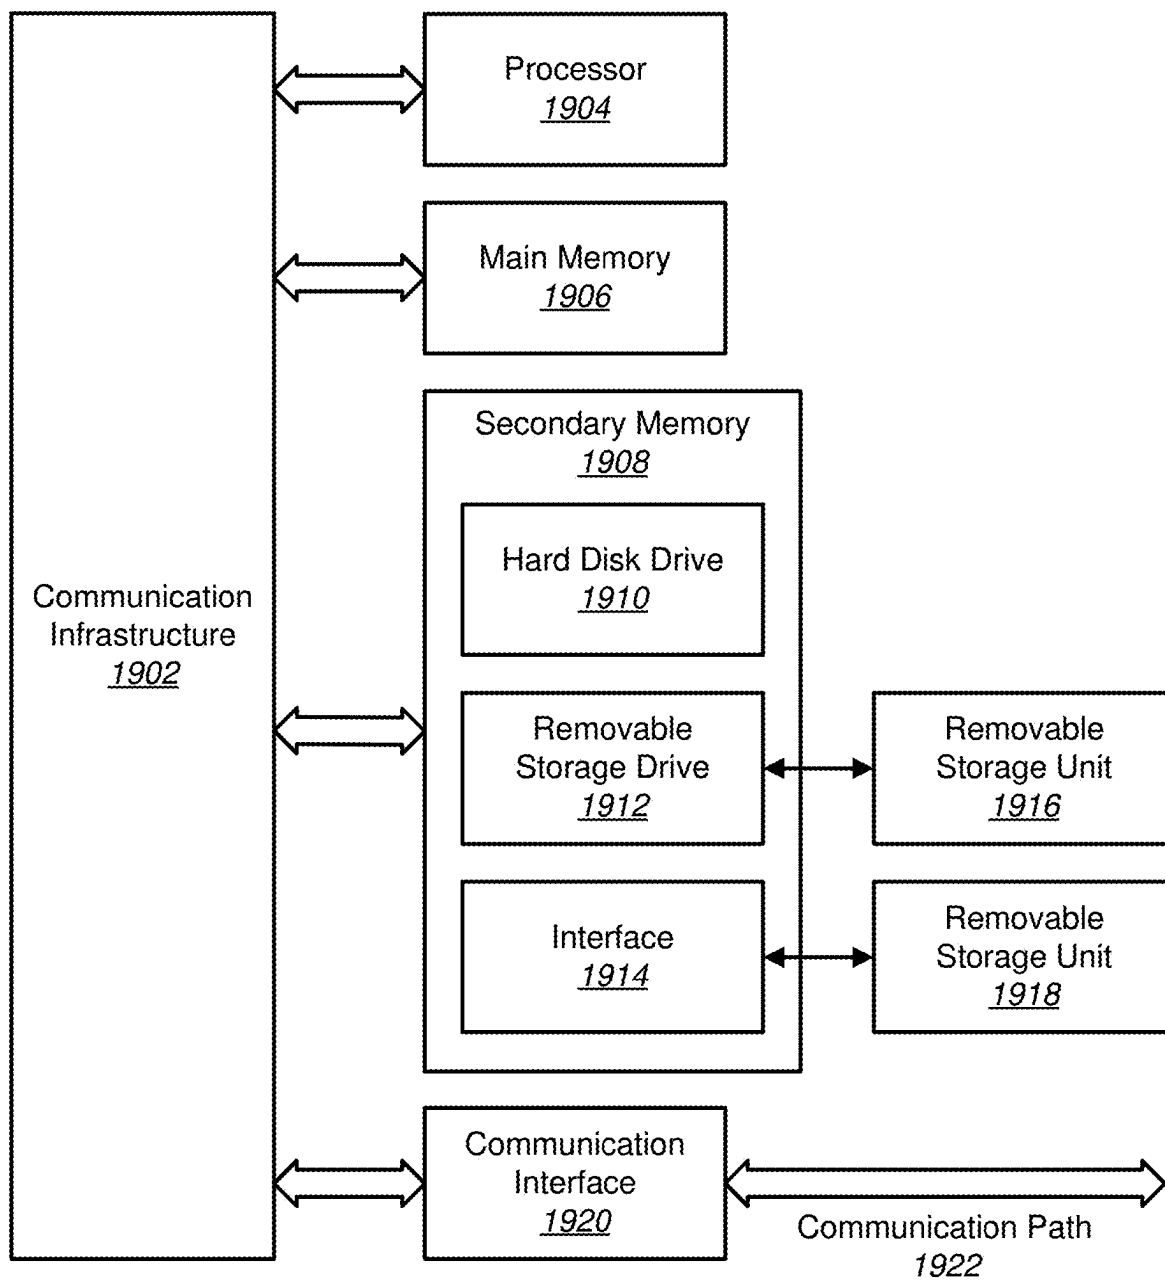 Processor
1904
Main Memory
1906
Secondary Memory
1908
Hard Disk Drive
1910
Communication
Infrastructure
1902
Removable
Storage Drive
1912
Removable
Storage Unit
1916
Interface
1914
Removable
Storage Unit
1918
Communication
Interface
1920
Communication Path
1922